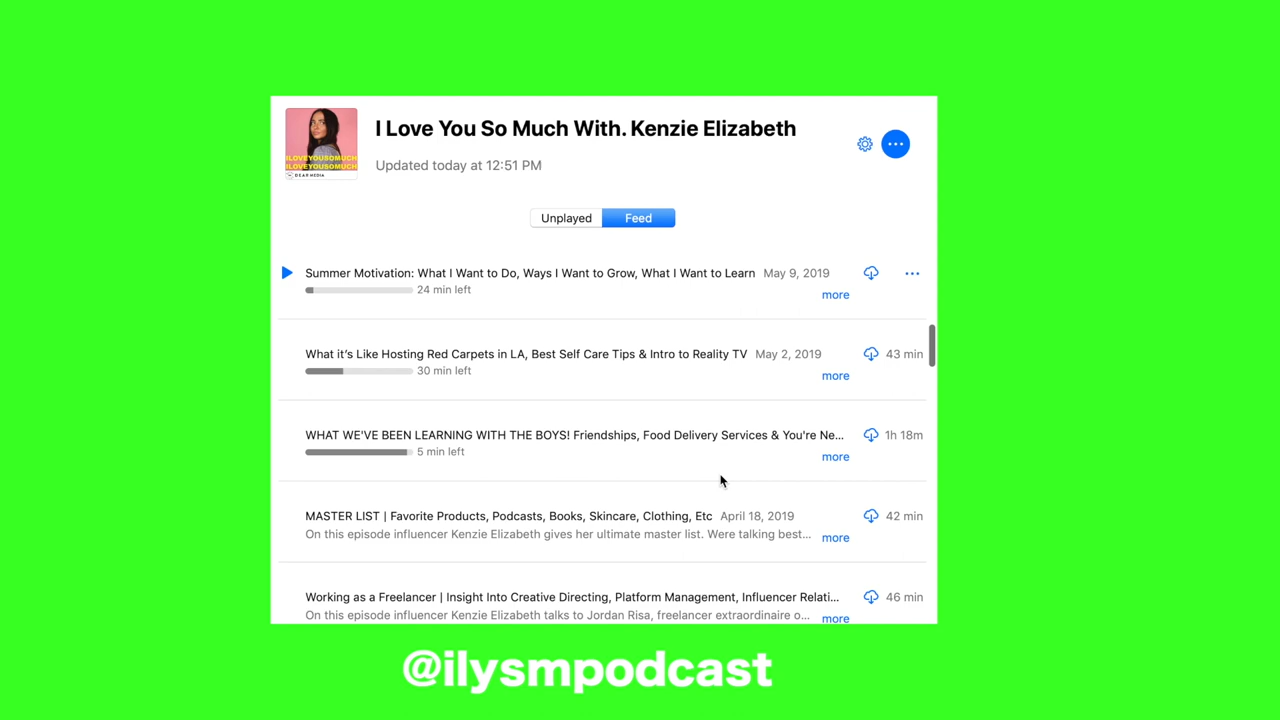 I Love You So Much With. Kenzie Elizabeth
Updated today at 12:51 PM
ILOVEYOUSOMUCH
ILOVEYOUSOMUCH
DEAR MEDIA
Unplayed Feed
Summer Motivation: What I Want to Do, Ways I Want to Grow, What I Want to Learn May 9, 2019
24 min left
more
What it’s Like Hosting Red Carpets in LA, Best Self Care Tips & Intro to Reality TV May 2, 2019 43 min
30 min left
more
WHAT WE'VE BEEN LEARNING WITH THE BOYS! Friendships, Food Delivery Services & You're Ne... 1h 18m
5 min left
more
MASTER LIST | Favorite Products, Podcasts, Books, Skincare, Clothing, Etc April 18, 2019 42 min
On this episode influencer Kenzie Elizabeth gives her ultimate master list. Were talking best...
more
Working as a Freelancer | Insight Into Creative Directing, Platform Management, Influencer Relati... 46 min
On this episode influencer Kenzie Elizabeth talks to Jordan Risa, freelancer extraordinaire o...
more
@ilysmpodcast